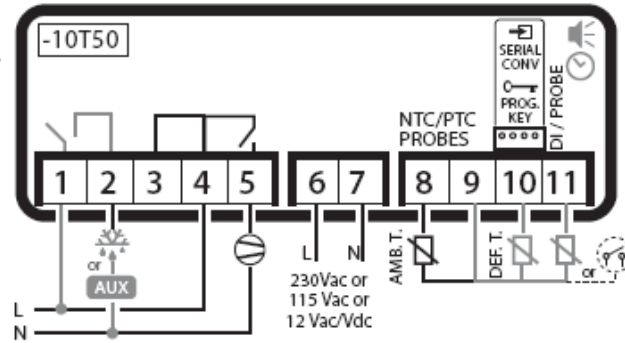 -10T50
SERIAL
CONV
PROG.
KEY
DI / PROBE
NTC/PTC
PROBES
1 2 3 4 5 6 7 8 9 10 11
or
AUX
L
N
L N
230Vac or
115 Vac or
12 Vac/Vdc
AMB. T.
DEF. T.
or